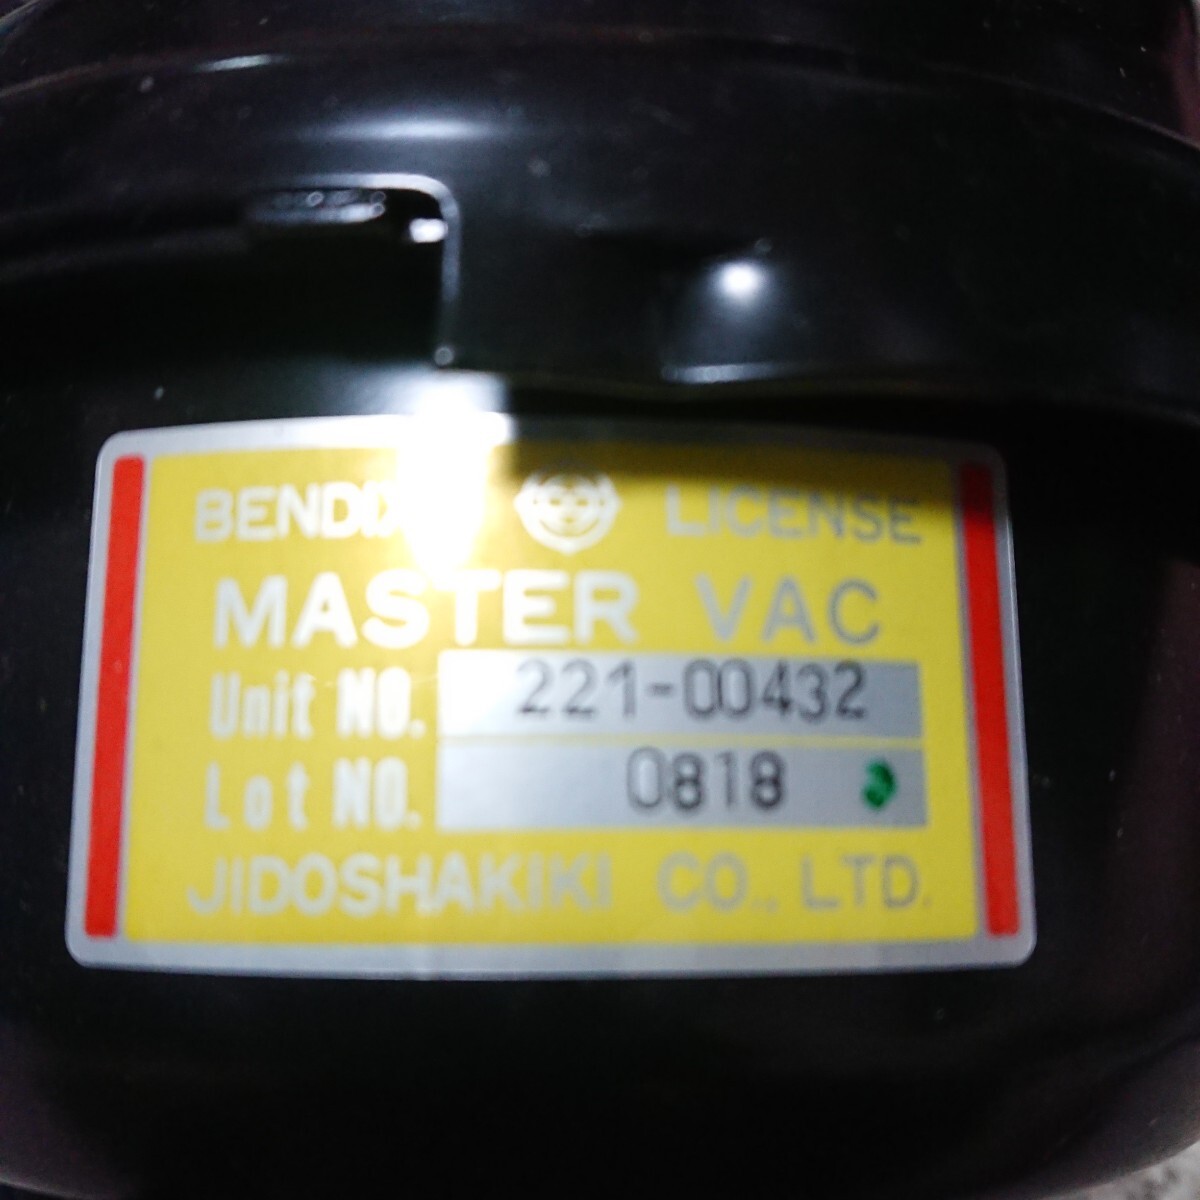 BENDIX LICENSE
MASTER VAC
Unit NO. 221-00432
Lot NO. 0818
JIDOSHAKIKI CO., LTD.